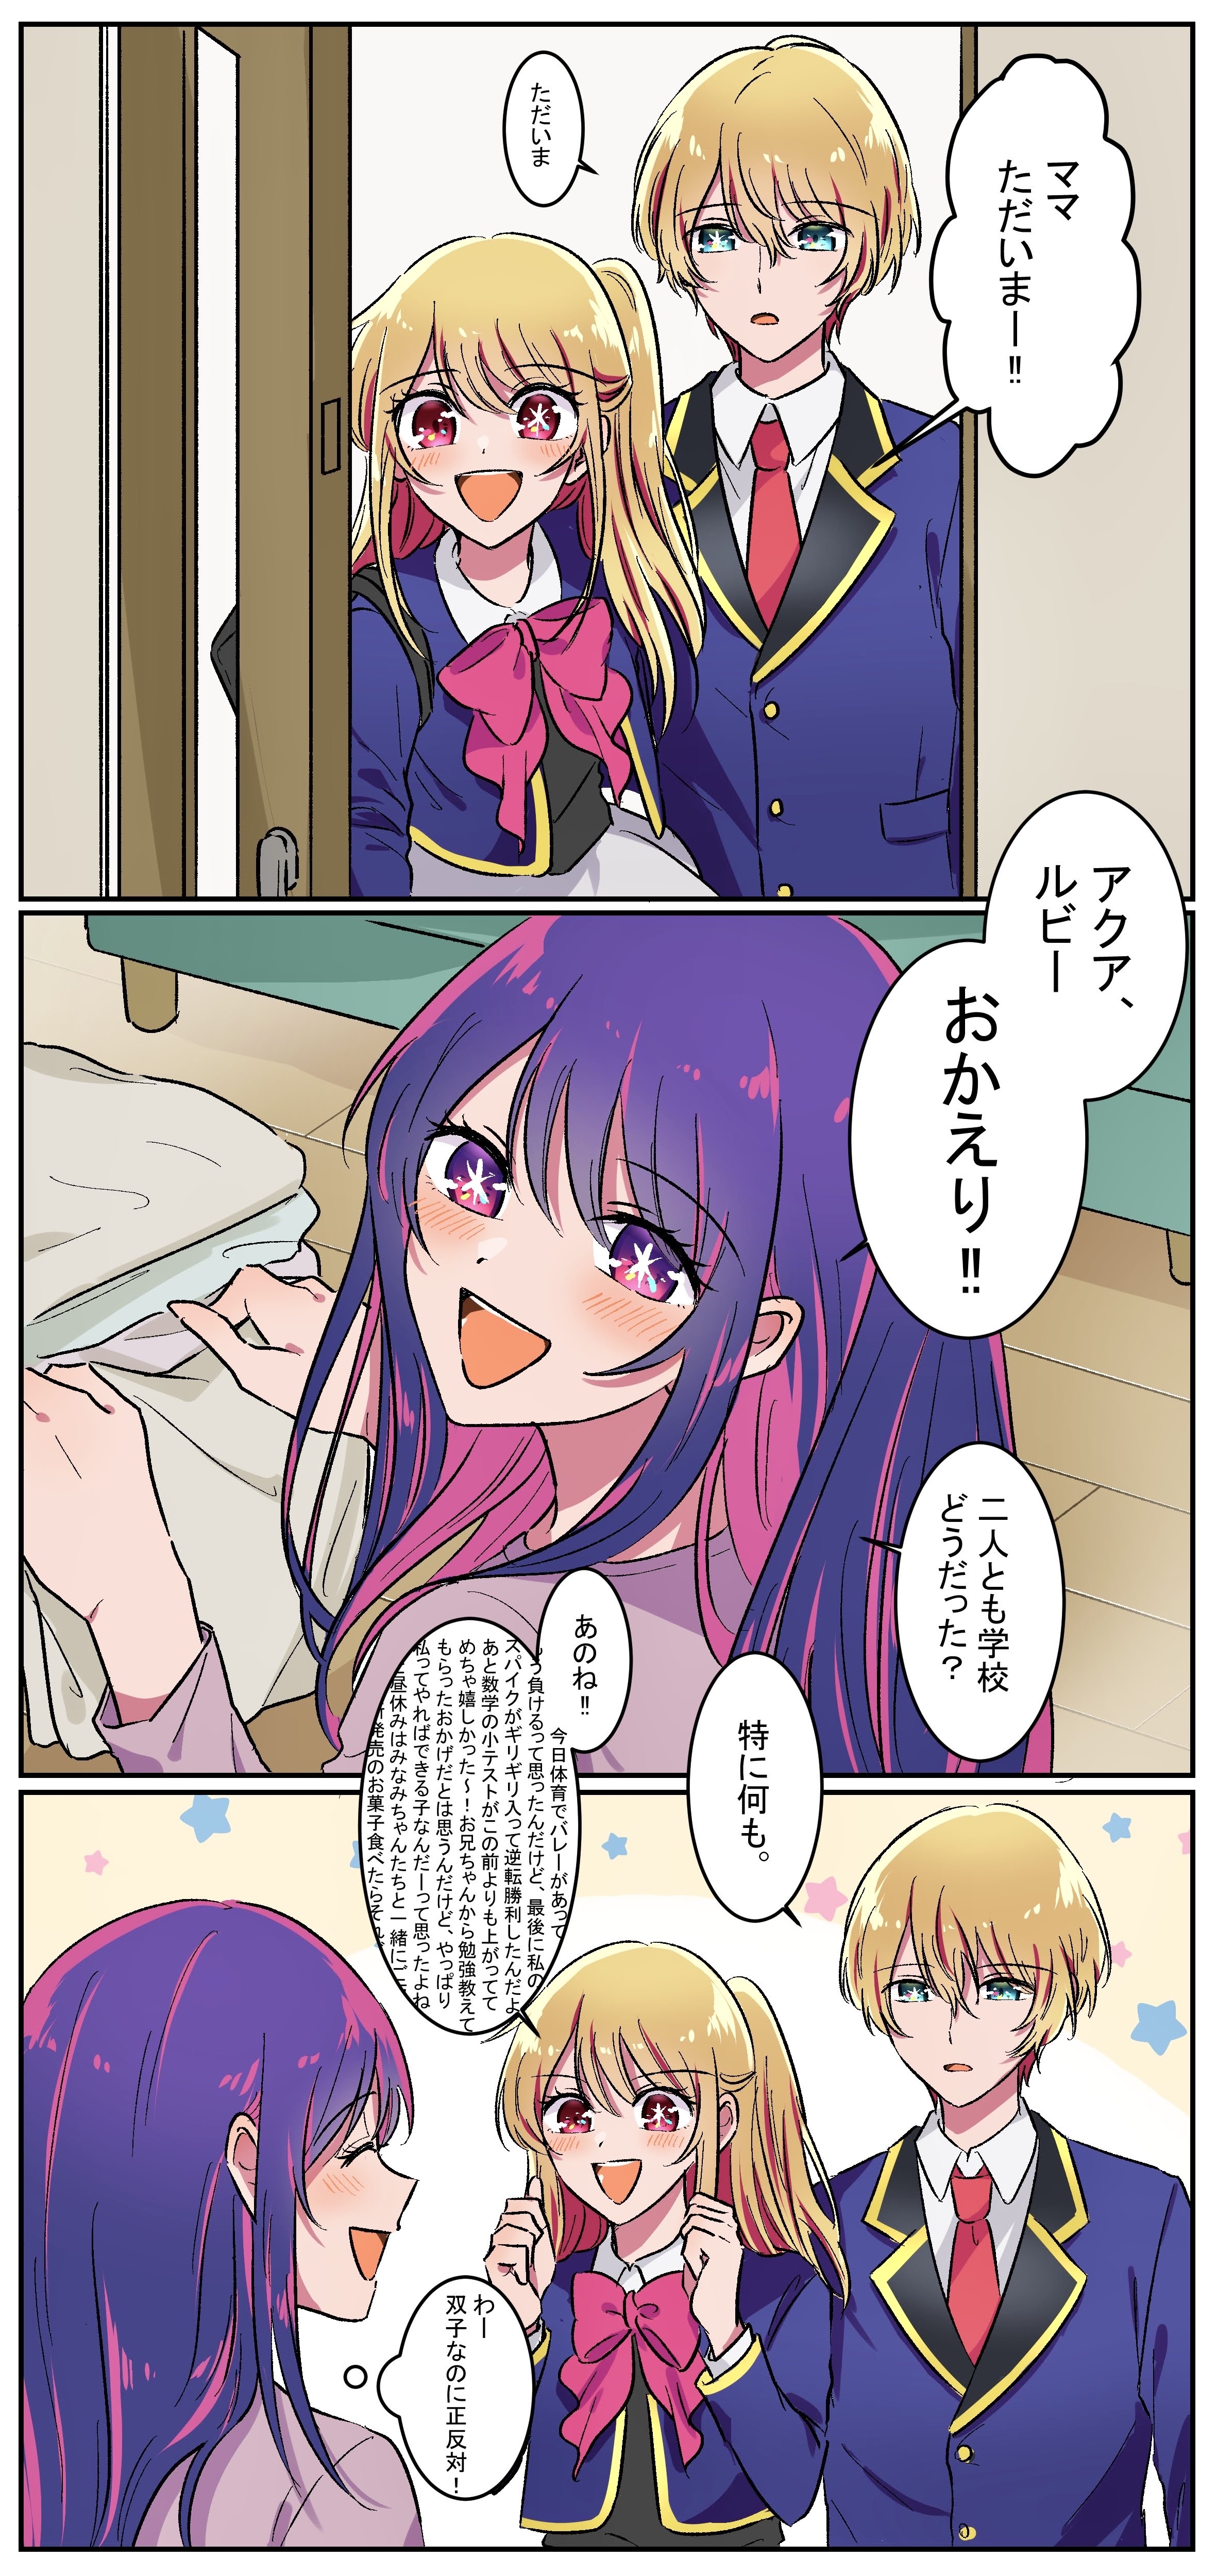 ママ
ただいまー!!
ただいま
アクア、
ルビー
おかえり!!
二人とも学校
どうだった?
特に何も。
あのね!!
今日体育でバレーがあって
う負けるって思ったんだけど、最後に私の
スパイクがギリギリ入って逆転勝利したんだよ
あと数学の小テストがこの前よりも上がってて
めちゃ嬉しかった〜!お兄ちゃんから勉強教えて
もらったおかげだとは思うんだけど、やっぱり
私ってやればできる子なんだーって思ったよね
昼休みはみなみちゃんたちと一緒に
発売のお菓子食べたら
わー
双子なのに正反対!